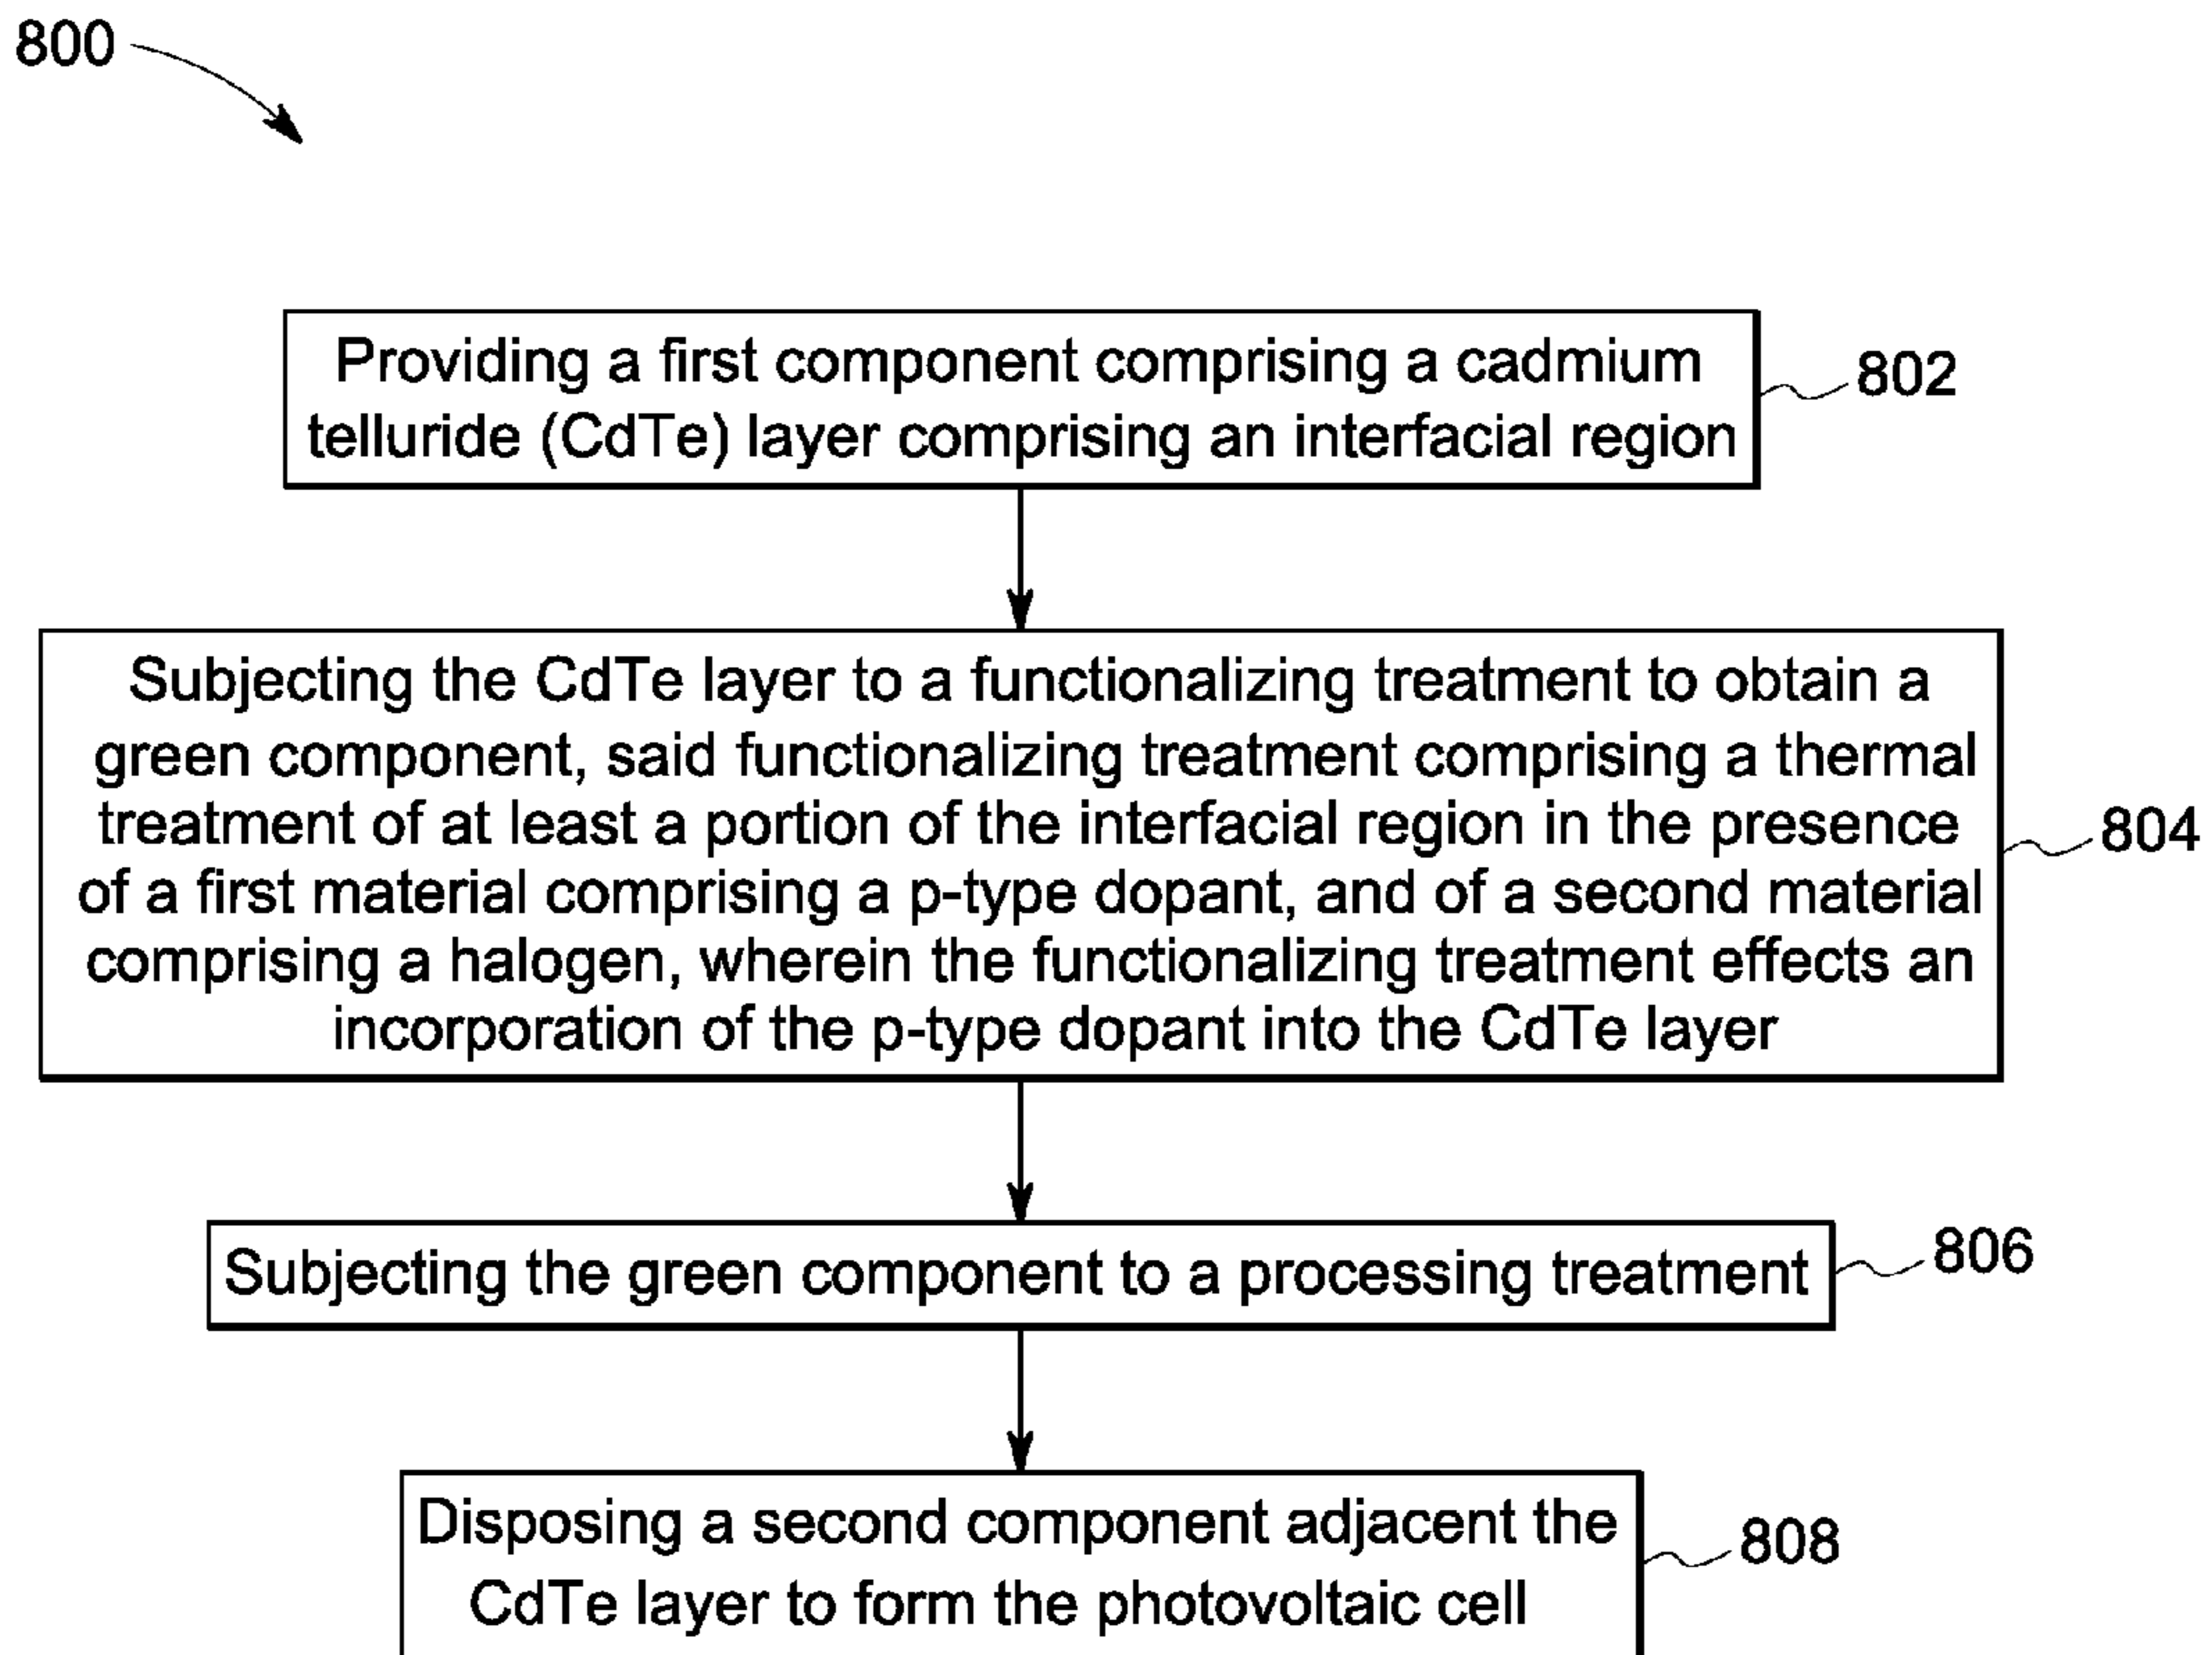 800
Providing a first component comprising a cadmium
telluride (CdTe) layer comprising an interfacial region
802
Subjecting the CdTe layer to a functionalizing treatment to obtain a
green component, said functionalizing treatment comprising a thermal
treatment of at least a portion of the interfacial region in the presence
of a first material comprising a p-type dopant, and of a second material
comprising a halogen, wherein the functionalizing treatment effects an
incorporation of the p-type dopant into the CdTe layer
804
Subjecting the green component to a processing treatment
806
Disposing a second component adjacent the
CdTe layer to form the photovoltaic cell
808